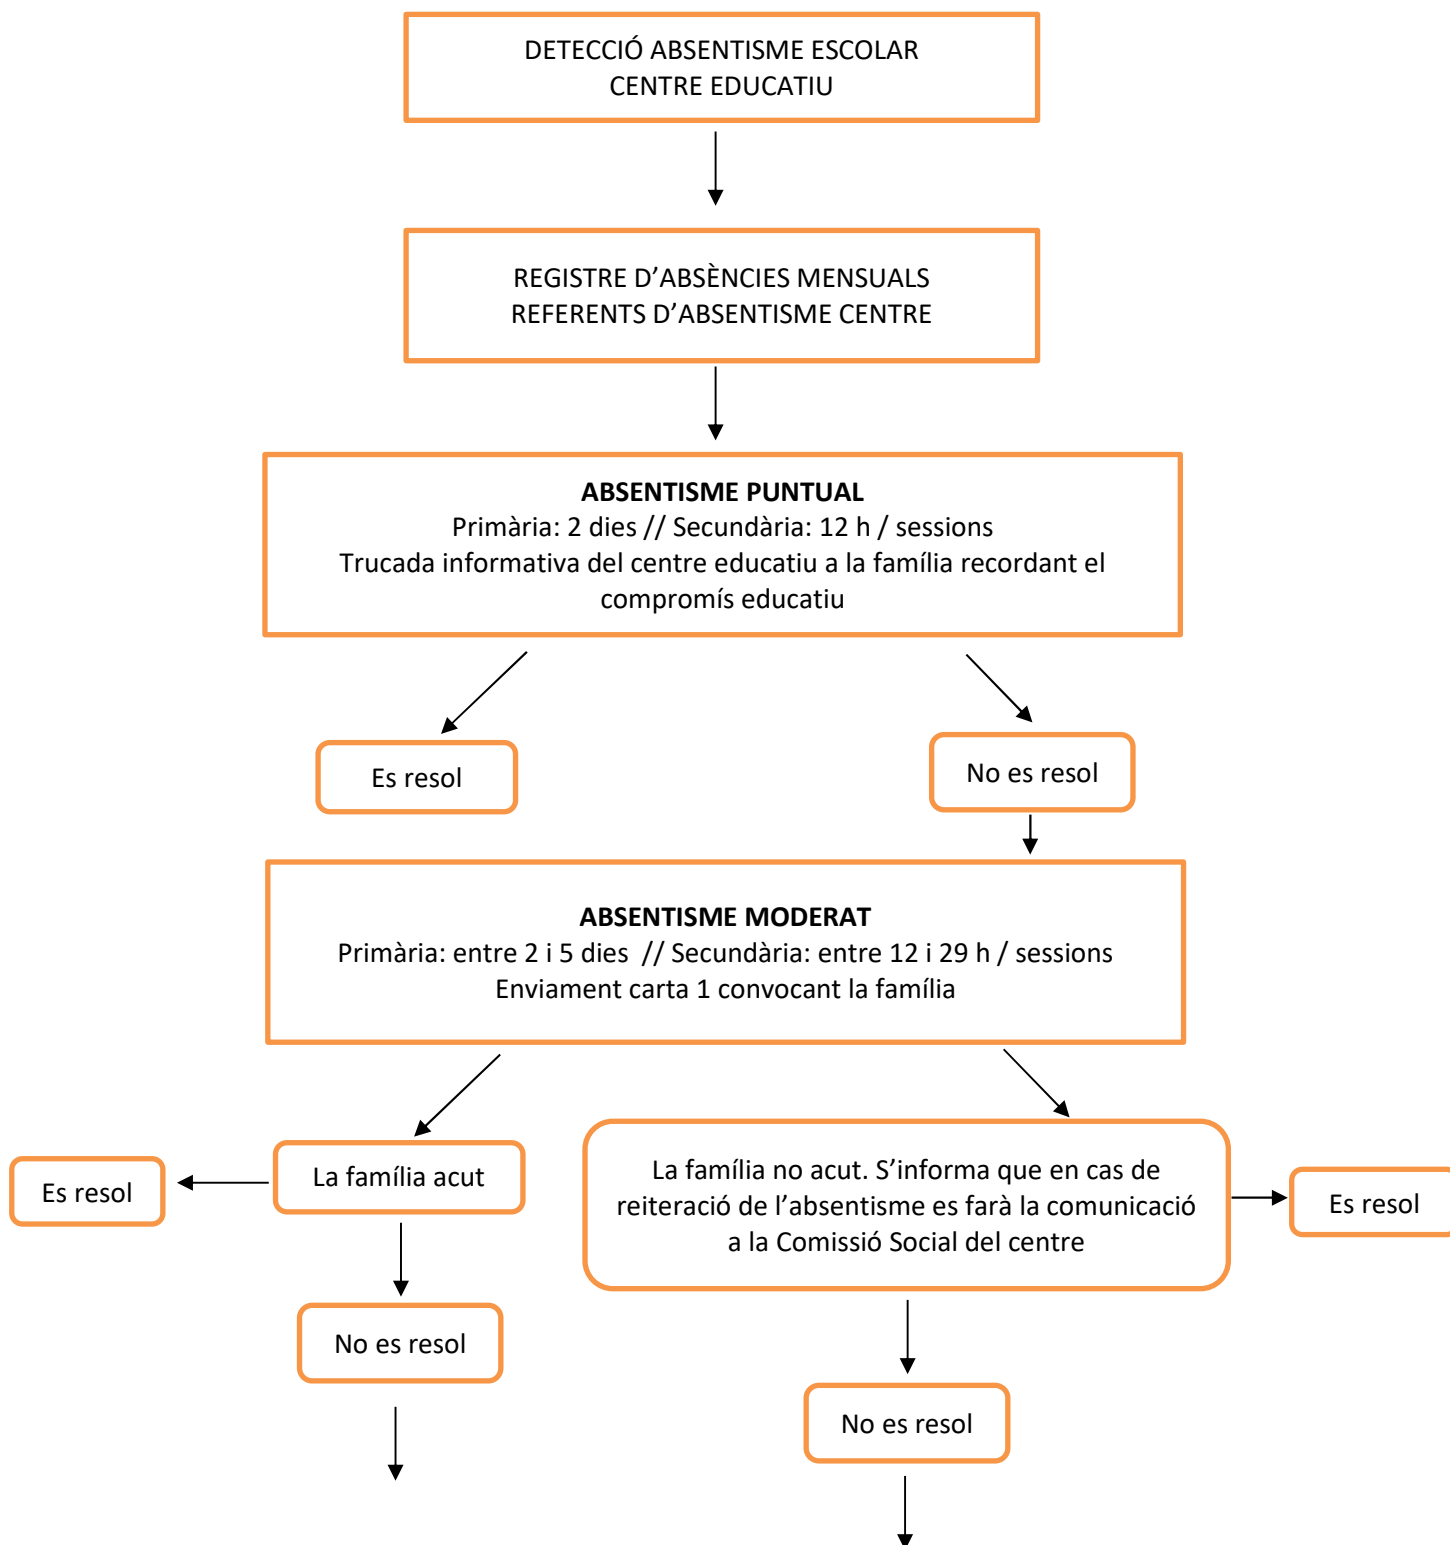 DETECCIÓ ABSENTISME ESCOLAR
CENTRE EDUCATIU
REGISTRE D’ABSÈNCIES MENSUALS
REFERENTS D’ABSENTISME CENTRE
ABSENTISME PUNTUAL
Primària: 2 dies // Secundària: 12 h / sessions
Trucada informativa del centre educatiu a la família recordant el
compromís educatiu
Es resol
No es resol
ABSENTISME MODERAT
Primària: entre 2 i 5 dies // Secundària: entre 12 i 29 h / sessions
Enviament carta 1 convocant la família
Es resol
La família acut
La família no acut. S’informa que en cas de
reiteració de l’absentisme es farà la comunicació
a la Comissió Social del centre
Es resol
No es resol
No es resol